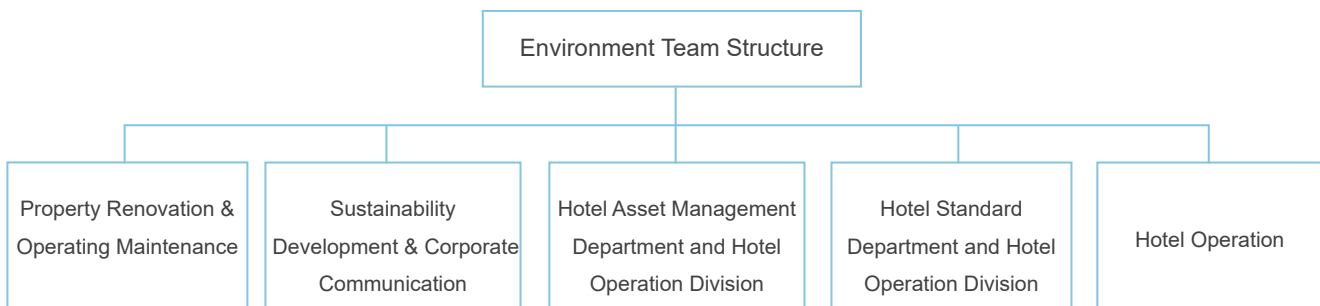 Environment Team Structure
Property Renovation &
Operating Maintenance
Sustainability
Development & Corporate
Communication
Hotel Asset Management
Department and Hotel
Operation Division
Hotel Standard
Department and Hotel
Operation Division
Hotel Operation